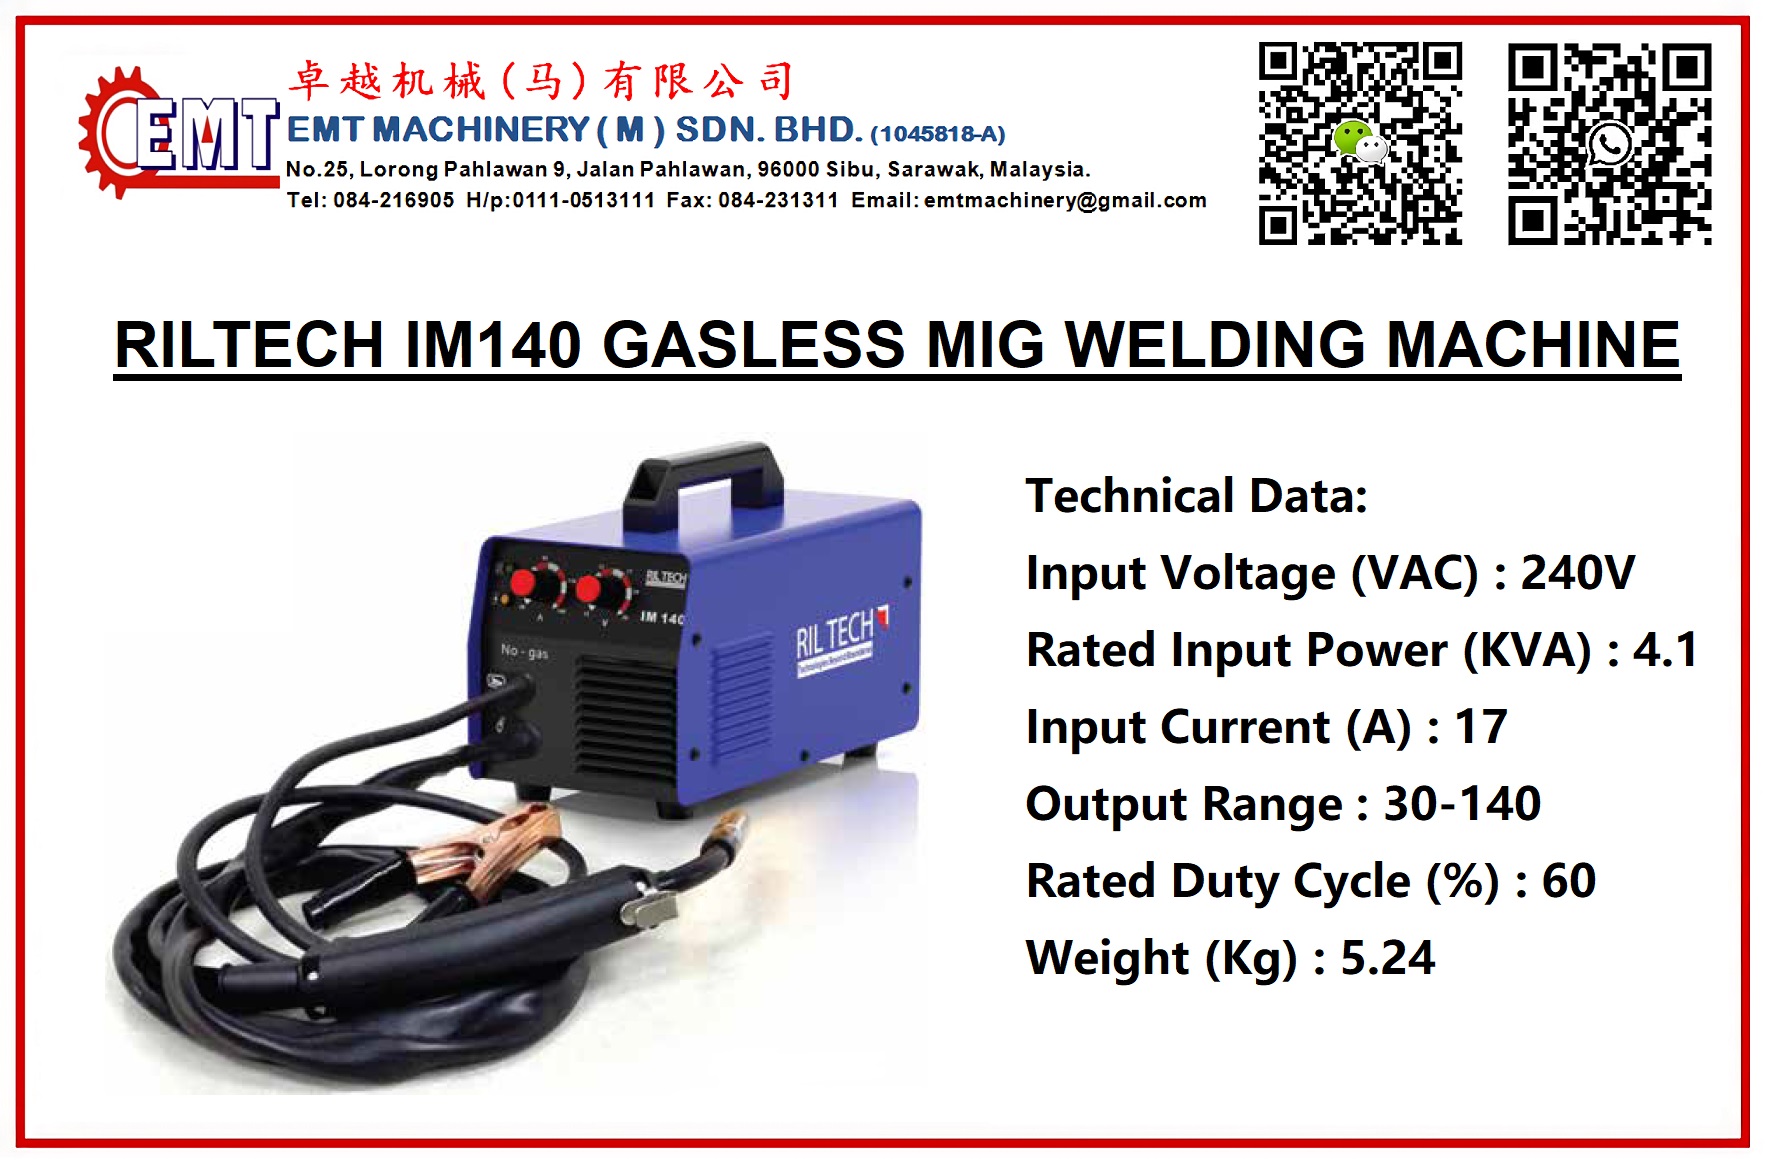 EMT
卓越机械(马)有限公司
EMT MACHINERY ( M ) SDN. BHD. (1045818-A)
No.25, Lorong Pahlawan 9, Jalan Pahlawan, 96000 Sibu, Sarawak, Malaysia.
Tel: 084-216905 H/p:0111-0513111 Fax: 084-231311 Email: emtmachinery@gmail.com
RILTECH IM140 GASLESS MIG WELDING MACHINE
RIL TECH
IM 140
A
V
No - gas
RIL TECH
Technical Data:
Input Voltage (VAC) : 240V
Rated Input Power (KVA) : 4.1
Input Current (A) : 17
Output Range : 30-140
Rated Duty Cycle (%) : 60
Weight (Kg) : 5.24